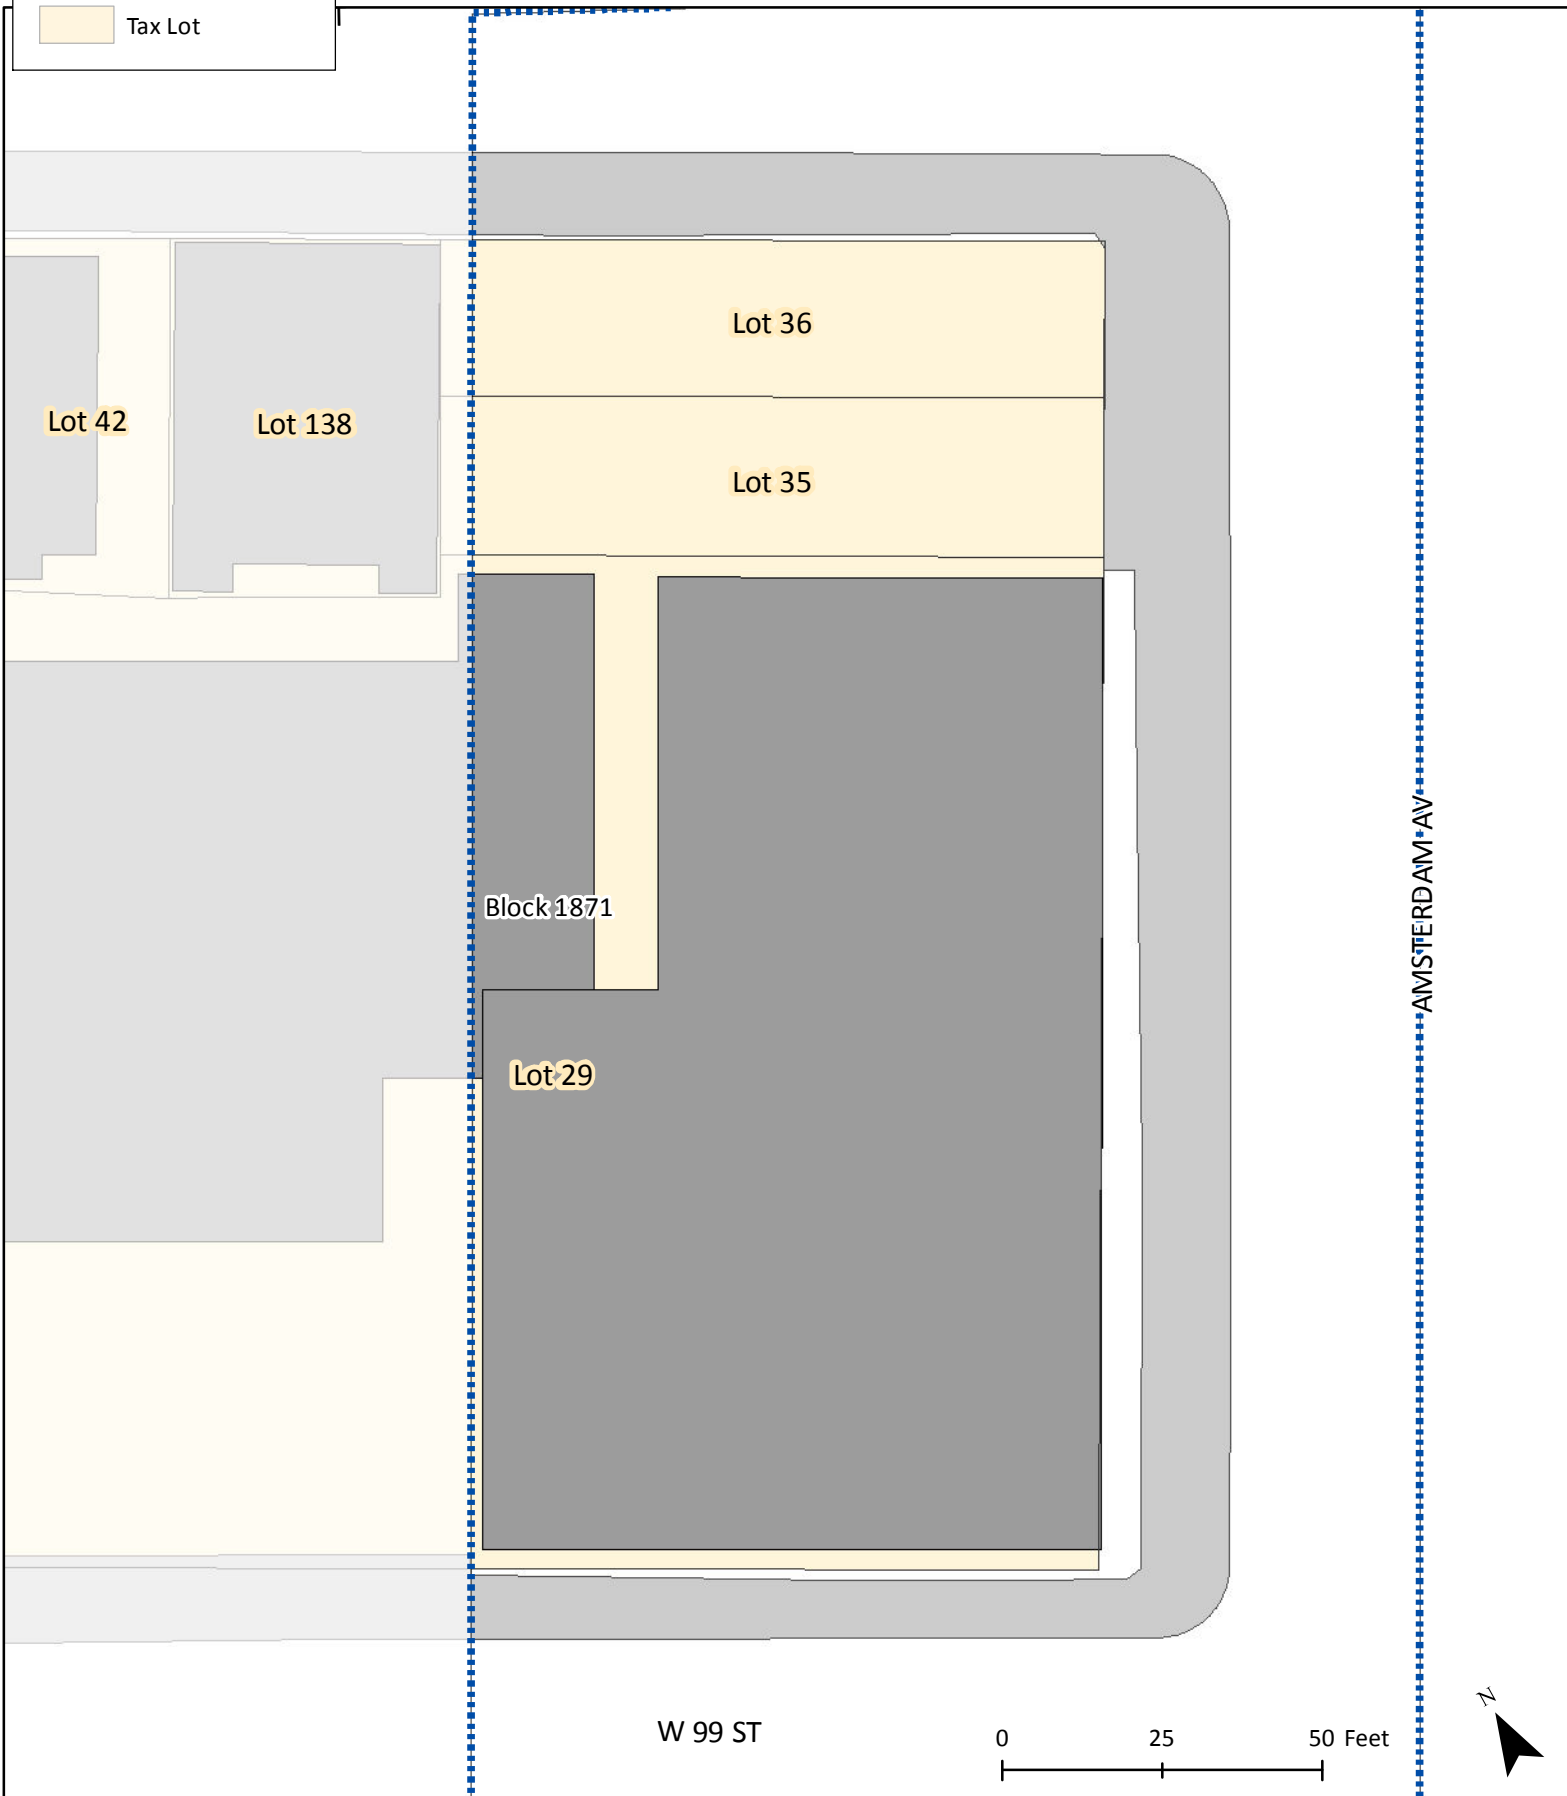 Tax Lot
Lot 36
Lot 42
Lot 138
Lot 35
AMSTERDAM AV
Block 1871
Lot 29
N
W 99 ST
0 25 50 Feet